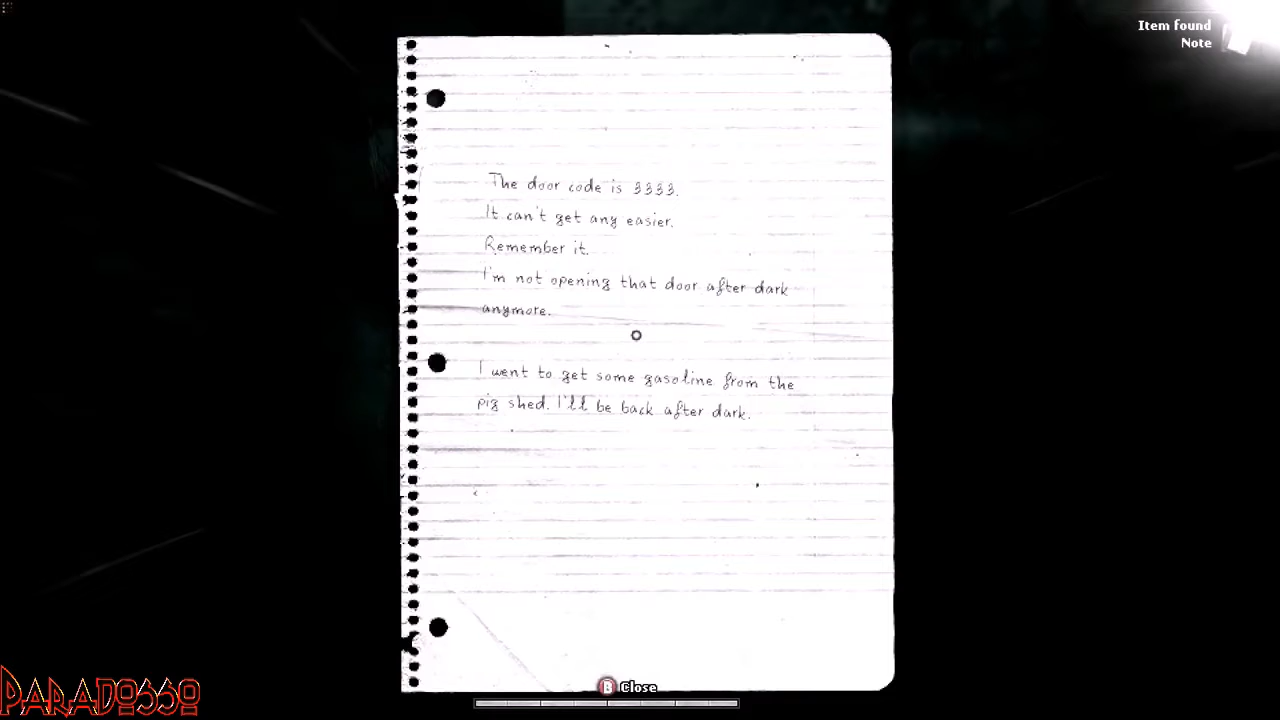 Item found
Note
The door code is 3333.
It can't get any easier.
Remember it.
I'm not opening that door after dark
anymore.
I went to get some gasoline from the
pig shed. I'll be back after dark.
B Close
PARADOSSO